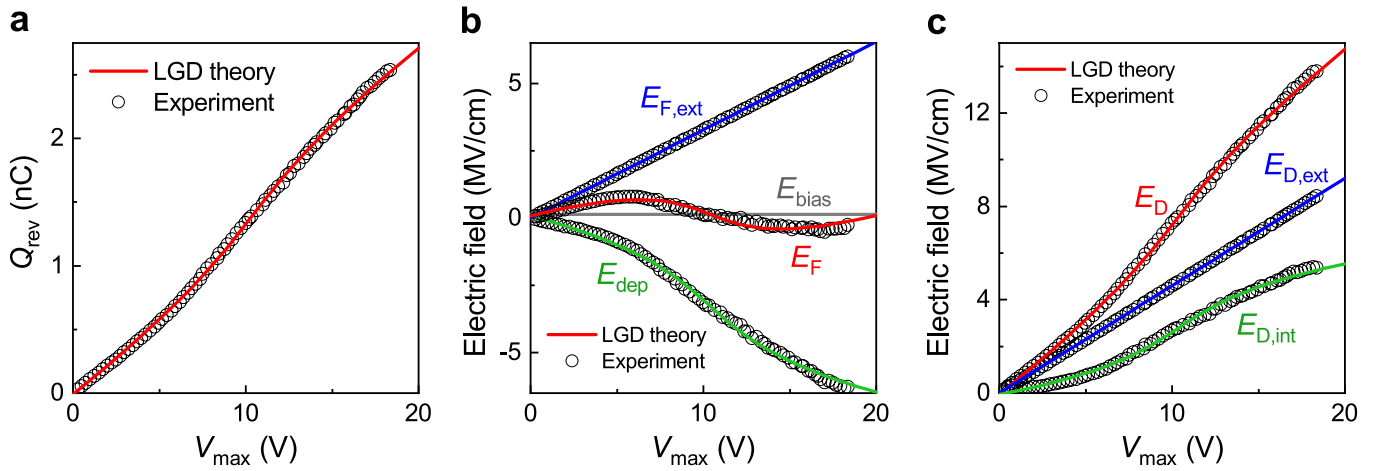 a
LGD theory
Experiment
2
1
0
0
10
20
Q_rev (nC)
V_max (V)
b
5
0
-5
0
10
20
E_F,ext
E_bias
E_F
E_dep
LGD theory
Experiment
Electric field (MV/cm)
V_max (V)
c
LGD theory
Experiment
12
8
4
0
0
10
20
E_D
E_D,ext
E_D,int
Electric field (MV/cm)
V_max (V)